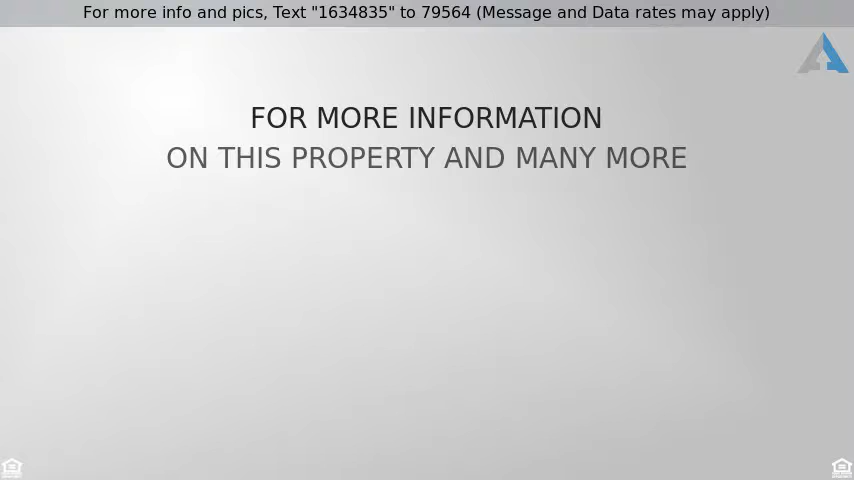 For more info and pics, Text "1634835" to 79564 (Message and Data rates may apply)
FOR MORE INFORMATION
ON THIS PROPERTY AND MANY MORE